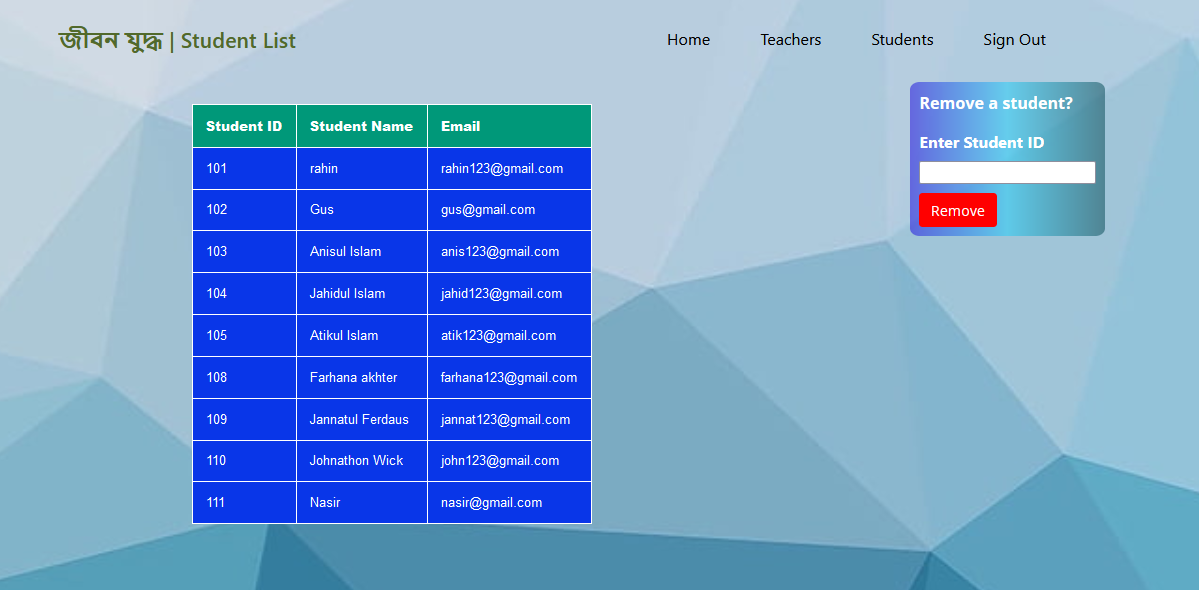 জীবন যুদ্ধ | Student List
Home Teachers Students Sign Out
Remove a student?
Enter Student ID
Remove
Student ID Student Name Email
101 rahin rahin123@gmail.com
102 Gus gus@gmail.com
103 Anisul Islam anis123@gmail.com
104 Jahidul Islam jahid123@gmail.com
105 Atikul Islam atik123@gmail.com
108 Farhana akhter farhana123@gmail.com
109 Jannatul Ferdaus jannat123@gmail.com
110 Johnathon Wick john123@gmail.com
111 Nasir nasir@gmail.com